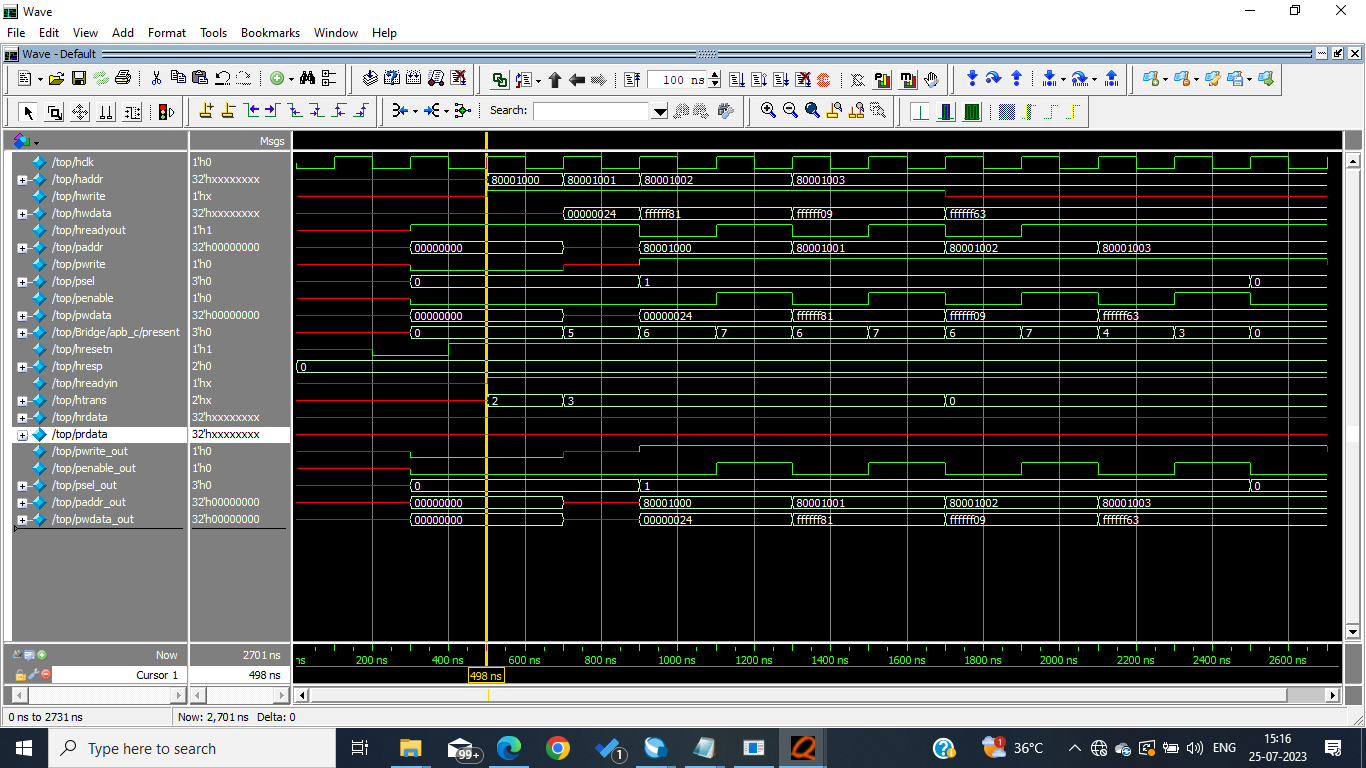 Wave
File Edit View Add Format Tools Bookmarks Window Help
Wave - Default
100 ns
Search:
Msgs
/top/hclk 1'h0
/top/haddr 32'hxxxxxxxx 80001000 80001001 80001002 80001003
/top/hwrite 1'hx
/top/hwdata 32'hxxxxxxxx 00000024 ffffff81 ffffff09 ffffff63
/top/hreadyout 1'h1
/top/paddr 32'h00000000 00000000 80001000 80001001 80001002 80001003
/top/pwrite 1'h0
/top/psel 3'h0 0 1 0
/top/penable 1'h0
/top/pwdata 32'h00000000 00000000 00000024 ffffff81 ffffff09 ffffff63
/top/Bridge/apb_c/present 3'h0 0 5 6 7 6 7 6 7 4 3 0
/top/hresetn 1'h1
/top/hresp 2'h0 0
/top/hreadyin 1'hx
/top/htrans 2'hx 2 3 0
/top/hrdata 32'hxxxxxxxx
/top/prdata 32'hxxxxxxxx
/top/pwrite_out 1'h0
/top/penable_out 1'h0
/top/psel_out 3'h0 0 1 0
/top/paddr_out 32'h00000000 00000000 80001000 80001001 80001002 80001003
/top/pwdata_out 32'h00000000 00000000 00000024 ffffff81 ffffff09 ffffff63
Now 2701 ns ns 200 ns 400 ns 600 ns 800 ns 1000 ns 1200 ns 1400 ns 1600 ns 1800 ns 2000 ns 2200 ns 2400 ns 2600 ns
Cursor 1 498 ns 498 ns
0 ns to 2731 ns Now: 2,701 ns Delta: 0
Type here to search 99+ 1 36°C ENG 15:16
25-07-2023